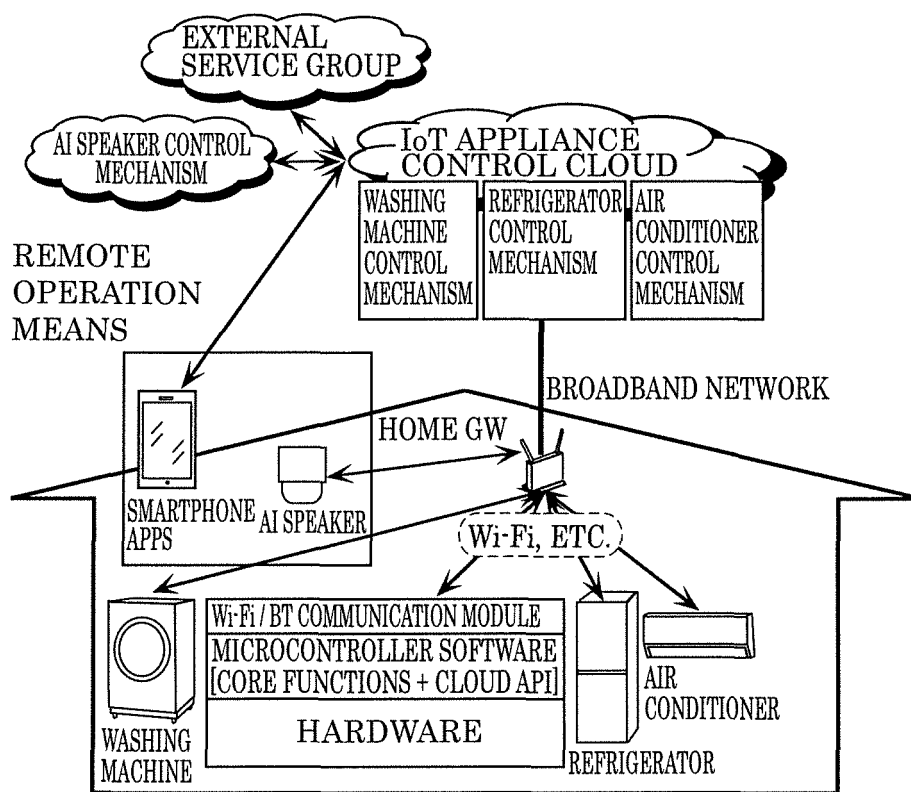 EXTERNAL
SERVICE GROUP
AI SPEAKER CONTROL
MECHANISM
IoT APPLIANCE
CONTROL CLOUD
WASHING
MACHINE
CONTROL
MECHANISM
REFRIGERATOR
CONTROL
MECHANISM
AIR
CONDITIONER
CONTROL
MECHANISM
REMOTE
OPERATION
MEANS
BROADBAND NETWORK
HOME GW
SMARTPHONE
APPS
AI SPEAKER
Wi-Fi, ETC.
Wi-Fi / BT COMMUNICATION MODULE
MICROCONTROLLER SOFTWARE
[CORE FUNCTIONS + CLOUD API]
HARDWARE
WASHING
MACHINE
REFRIGERATOR
AIR
CONDITIONER